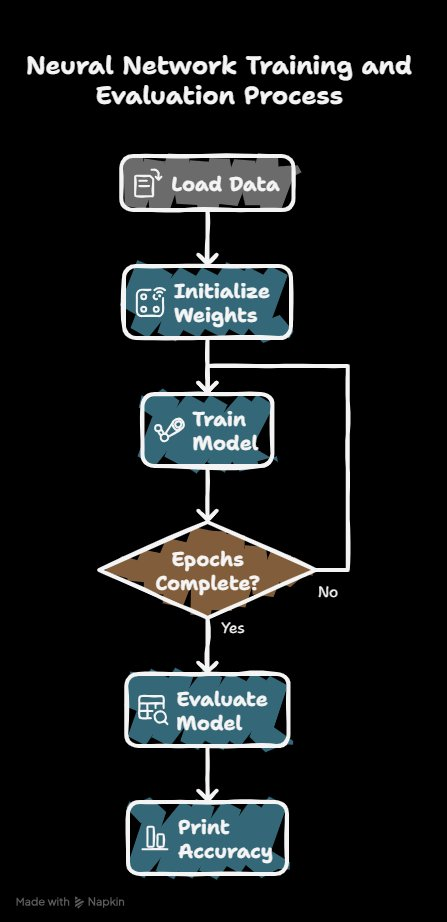 Neural Network Training and
Evaluation Process
Load Data
Initialize
Weights
Train
Model
Epochs
Complete?
No
Yes
Evaluate
Model
Print
Accuracy
Made with Napkin